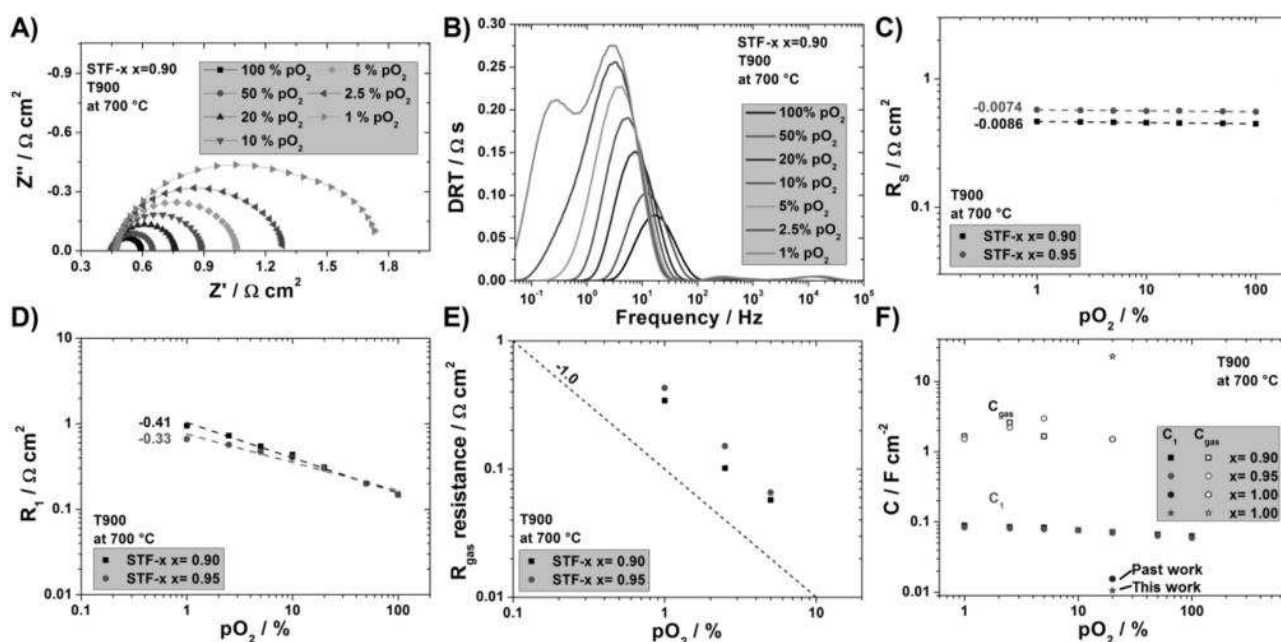 A)
STF-x x=0.90
T900
at 700 °C
100 % pO2
5 % pO2
50 % pO2
2.5 % pO2
20 % pO2
1 % pO2
10 % pO2
Z'' / Ω cm2
-0.9
-0.6
-0.3
0.0
0.3 0.6 0.9 1.2 1.5 1.8
Z' / Ω cm2
B)
STF-x x=0.90
T900
at 700 °C
100% pO2
50% pO2
20% pO2
10% pO2
5% pO2
2.5% pO2
1% pO2
DRT / Ω s
0.30
0.25
0.20
0.15
0.10
0.05
0.00
10-1 100 101 102 103 104 105
Frequency / Hz
C)
-0.0074
-0.0086
T900
at 700 °C
STF-x x= 0.90
STF-x x= 0.95
RS / Ω cm2
1
0.1
1 10 100
pO2 / %
D)
-0.41
-0.33
T900
at 700 °C
STF-x x= 0.90
STF-x x= 0.95
R1 / Ω cm2
10
1
0.1
0.01
0.1 1 10 100
pO2 / %
E)
-1.0
T900
at 700 °C
STF-x x= 0.90
STF-x x= 0.95
Rgas resistance / Ω cm2
1
0.1
0.01
0.1 1 10
pO2 / %
F)
T900
at 700 °C
Cgas
C1
C1 Cgas
x= 0.90
x= 0.95
x= 1.00
x= 1.00
Past work
This work
C / F cm-2
10
1
0.1
0.01
1 10 100
pO2 / %